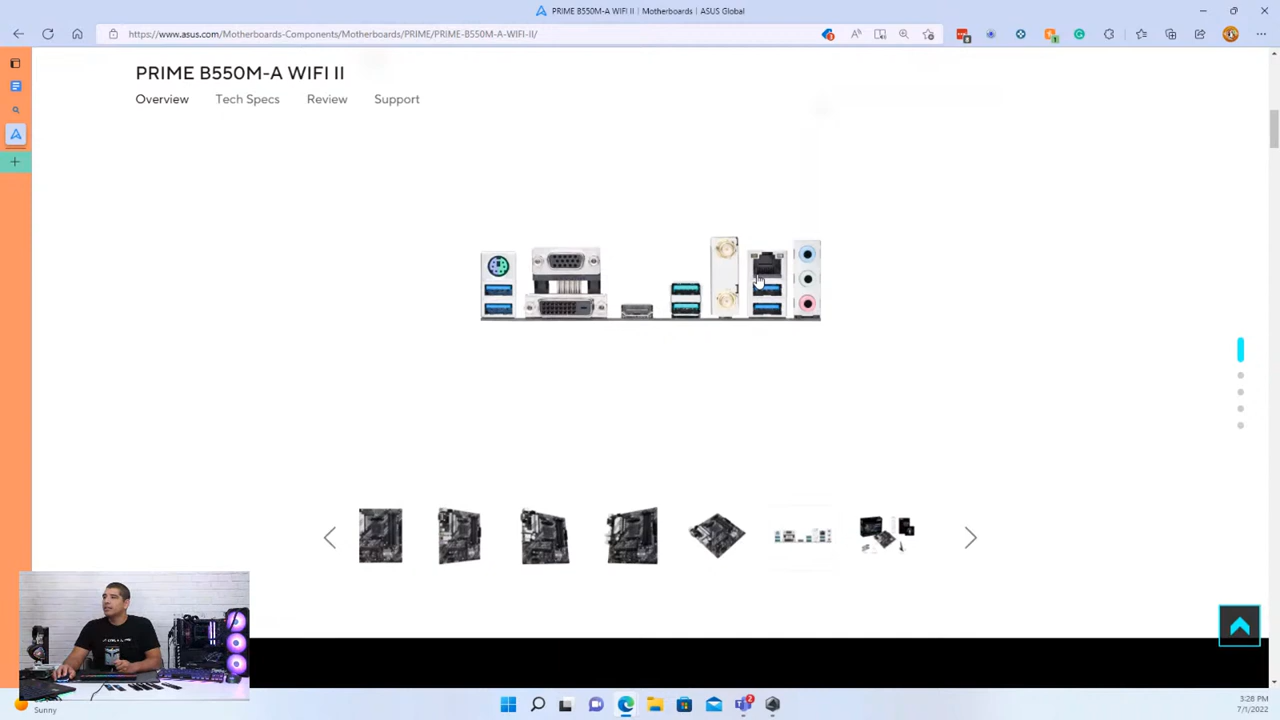 PRIME B550M-A WIFI II | Motherboards | ASUS Global
https://www.asus.com/Motherboards-Components/Motherboards/PRIME/PRIME-B550M-A-WIFI-II/
PRIME B550M-A WIFI II
Overview Tech Specs Review Support
Sunny
3:28 PM
7/1/2022